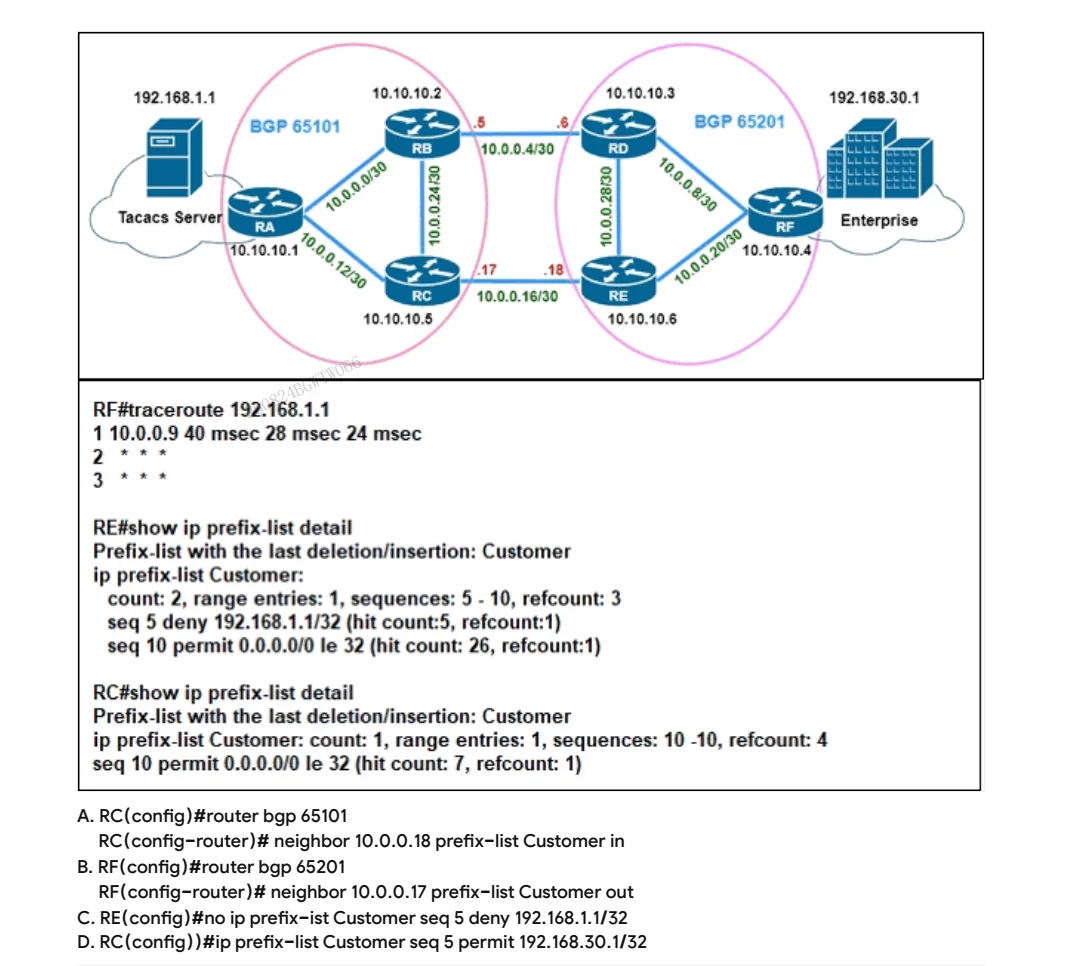 192.168.1.1
10.10.10.2
10.10.10.3
192.168.30.1
BGP 65101
.5
.6
BGP 65201
RB
10.0.0.4/30
RD
10.0.0.0/30
10.0.0.24/30
10.0.0.28/30
10.0.0.8/30
Tacacs Server
RA
RF
Enterprise
10.10.10.1
10.0.0.12/30
10.0.0.20/30
10.10.10.4
.17
.18
RC
10.0.0.16/30
RE
10.10.10.5
10.10.10.6
RF#traceroute 192.168.1.1
1 10.0.0.9 40 msec 28 msec 24 msec
2 * * *
3 * * *
RE#show ip prefix-list detail
Prefix-list with the last deletion/insertion: Customer
ip prefix-list Customer:
count: 2, range entries: 1, sequences: 5 - 10, refcount: 3
seq 5 deny 192.168.1.1/32 (hit count:5, refcount:1)
seq 10 permit 0.0.0.0/0 le 32 (hit count: 26, refcount:1)
RC#show ip prefix-list detail
Prefix-list with the last deletion/insertion: Customer
ip prefix-list Customer: count: 1, range entries: 1, sequences: 10 -10, refcount: 4
seq 10 permit 0.0.0.0/0 le 32 (hit count: 7, refcount: 1)
A. RC(config)#router bgp 65101
RC(config-router)# neighbor 10.0.0.18 prefix-list Customer in
B. RF(config)#router bgp 65201
RF(config-router)# neighbor 10.0.0.17 prefix-list Customer out
C. RE(config)#no ip prefix-ist Customer seq 5 deny 192.168.1.1/32
D. RC(config))#ip prefix-list Customer seq 5 permit 192.168.30.1/32